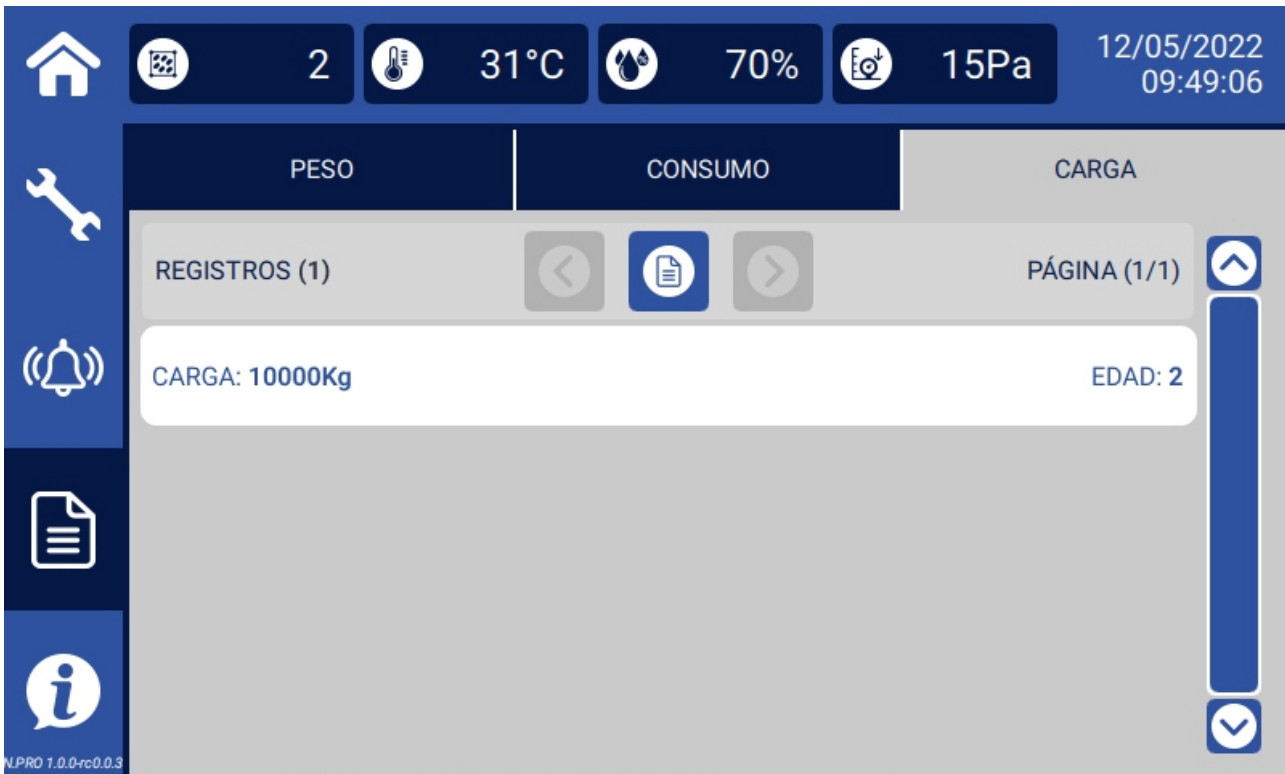 2 31°C 70% 15Pa 12/05/2022
09:49:06
PESO CONSUMO CARGA
REGISTROS (1) PÁGINA (1/1)
CARGA: 10000Kg EDAD: 2
N.PRO 1.0.0-rc0.0.3